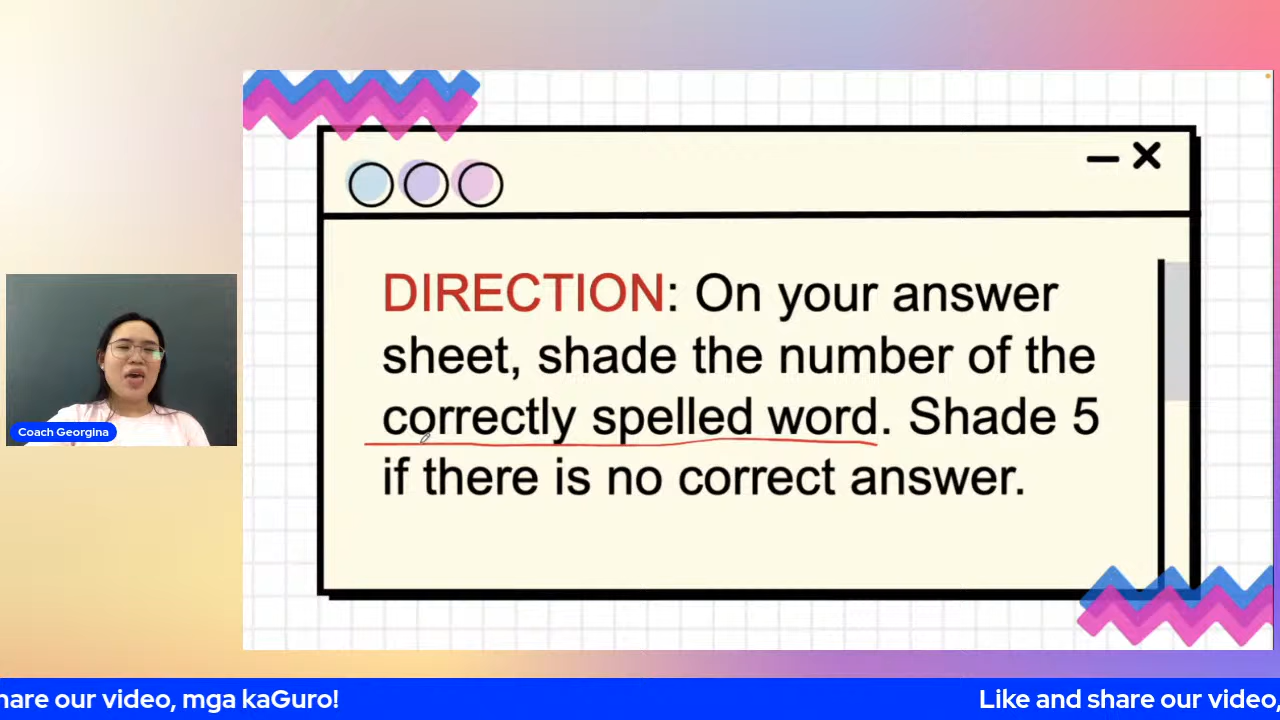 DIRECTION: On your answer
sheet, shade the number of the
correctly spelled word. Shade 5
if there is no correct answer.
Coach Georgina
hare our video, mga kaGuro!
Like and share our video,